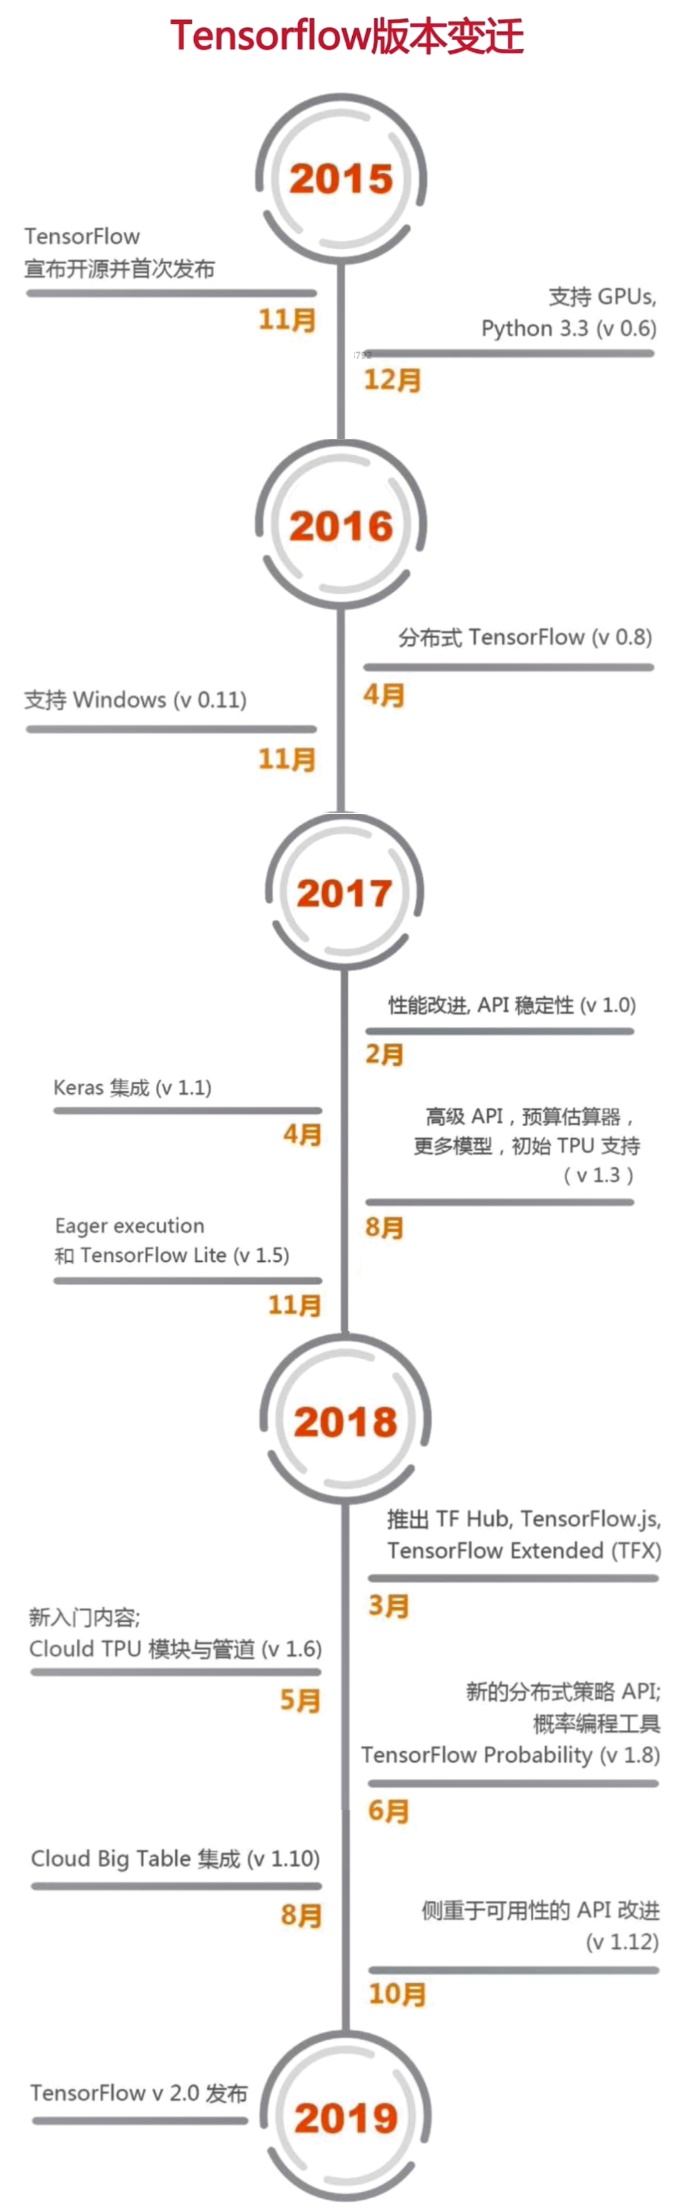 Tensorflow版本变迁
2015
TensorFlow
宣布开源并首次发布
11月
支持 GPUs,
Python 3.3 (v 0.6)
12月
2016
分布式 TensorFlow (v 0.8)
4月
支持 Windows (v 0.11)
11月
2017
性能改进, API 稳定性 (v 1.0)
2月
Keras 集成 (v 1.1)
4月
高级 API，预算估算器，
更多模型，初始 TPU 支持
（v 1.3）
8月
Eager execution
和 TensorFlow Lite (v 1.5)
11月
2018
推出 TF Hub, TensorFlow.js,
TensorFlow Extended (TFX)
3月
新入门内容;
Clould TPU 模块与管道 (v 1.6)
5月
新的分布式策略 API;
概率编程工具
TensorFlow Probability (v 1.8)
6月
Cloud Big Table 集成 (v 1.10)
8月
侧重于可用性的 API 改进
(v 1.12)
10月
TensorFlow v 2.0 发布
2019